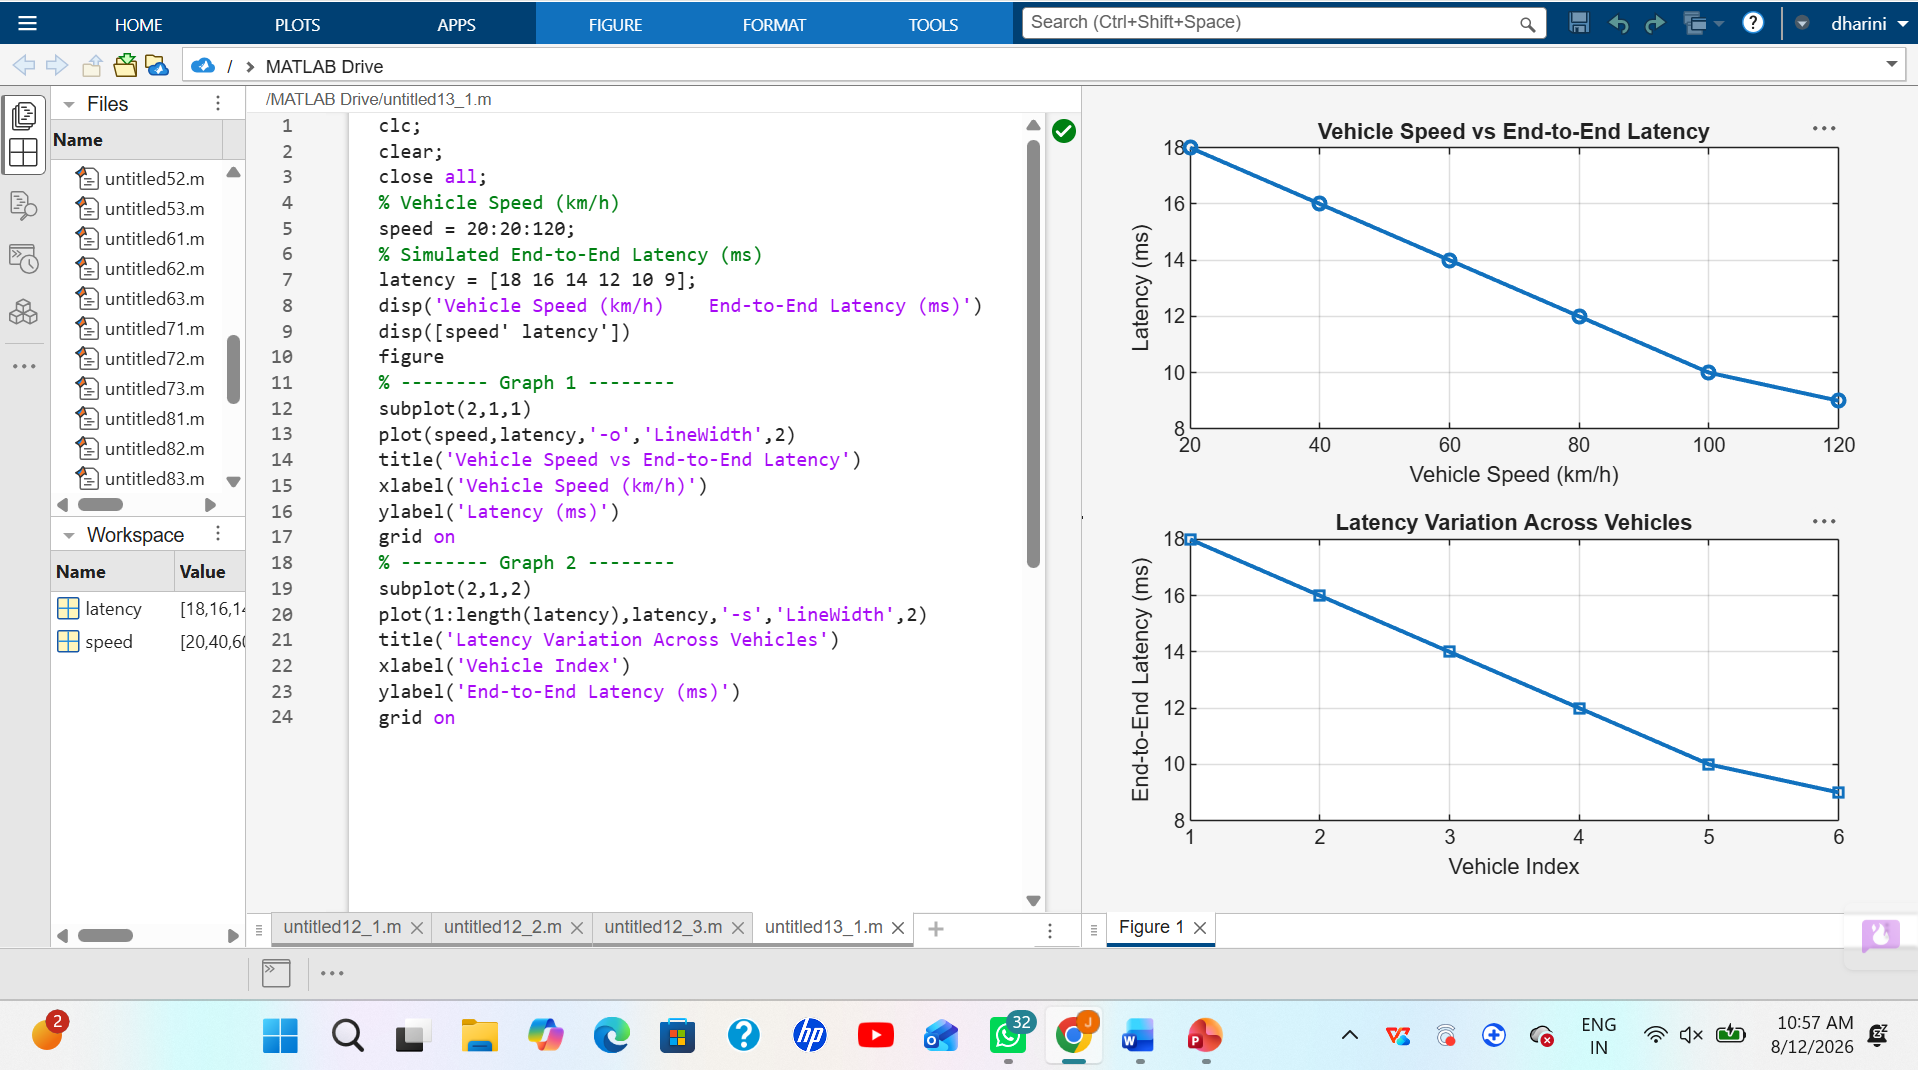 HOME PLOTS APPS FIGURE FORMAT TOOLS Search (Ctrl+Shift+Space) dharini
/ MATLAB Drive
Files
Name
untitled52.m
untitled53.m
untitled61.m
untitled62.m
untitled63.m
untitled71.m
untitled72.m
untitled73.m
untitled81.m
untitled82.m
untitled83.m
Workspace
Name Value
latency [18,16,14
speed [20,40,60
/MATLAB Drive/untitled13_1.m
1 clc;
2 clear;
3 close all;
4 % Vehicle Speed (km/h)
5 speed = 20:20:120;
6 % Simulated End-to-End Latency (ms)
7 latency = [18 16 14 12 10 9];
8 disp('Vehicle Speed (km/h)    End-to-End Latency (ms)')
9 disp([speed' latency'])
10 figure
11 % -------- Graph 1 --------
12 subplot(2,1,1)
13 plot(speed,latency,'-o','LineWidth',2)
14 title('Vehicle Speed vs End-to-End Latency')
15 xlabel('Vehicle Speed (km/h)')
16 ylabel('Latency (ms)')
17 grid on
18 % -------- Graph 2 --------
19 subplot(2,1,2)
20 plot(1:length(latency),latency,'-s','LineWidth',2)
21 title('Latency Variation Across Vehicles')
22 xlabel('Vehicle Index')
23 ylabel('End-to-End Latency (ms)')
24 grid on
untitled12_1.m untitled12_2.m untitled12_3.m untitled13_1.m
Vehicle Speed vs End-to-End Latency
Latency (ms)
18
16
14
12
10
8
20 40 60 80 100 120
Vehicle Speed (km/h)
Latency Variation Across Vehicles
End-to-End Latency (ms)
18
16
14
12
10
8
1 2 3 4 5 6
Vehicle Index
Figure 1
2
hp
32
J
W
P
ENG
IN
10:57 AM
8/12/2026